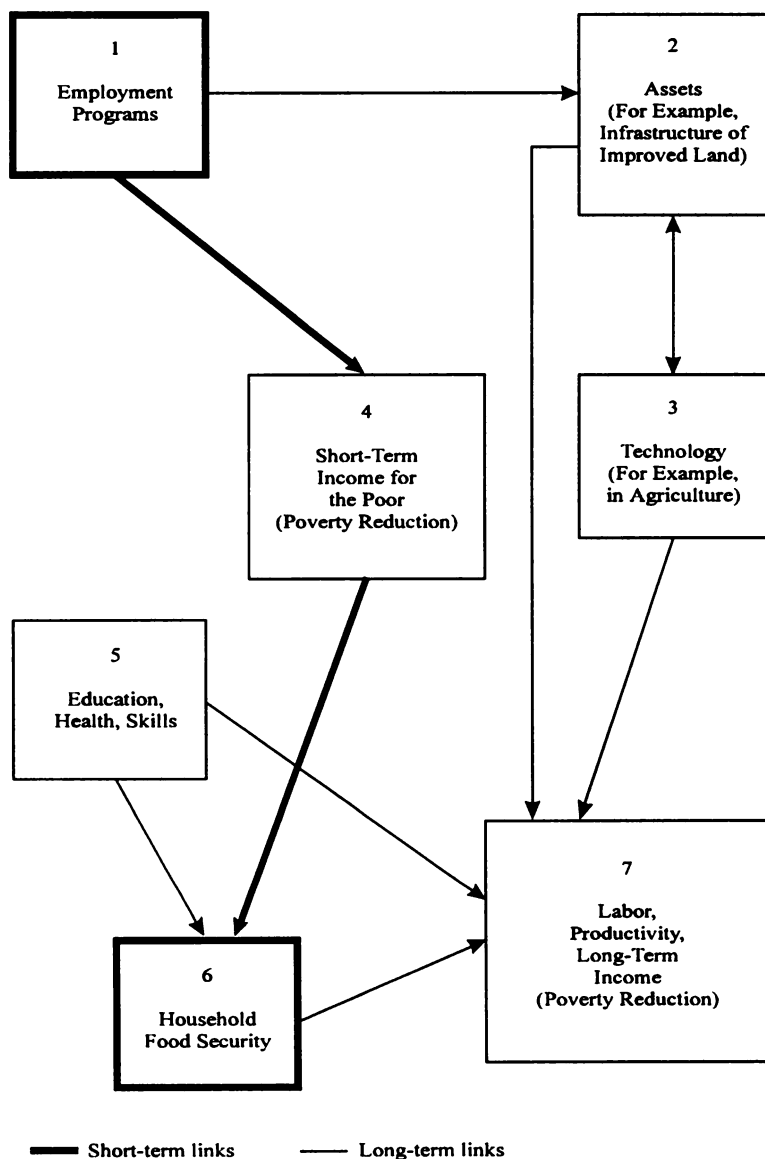 1
Employment
Programs
2
Assets
(For Example,
Infrastructure of
Improved Land)
4
Short-Term
Income for
the Poor
(Poverty Reduction)
3
Technology
(For Example,
in Agriculture)
5
Education,
Health, Skills
7
Labor,
Productivity,
Long-Term
Income
(Poverty Reduction)
6
Household
Food Security
Short-term links
Long-term links